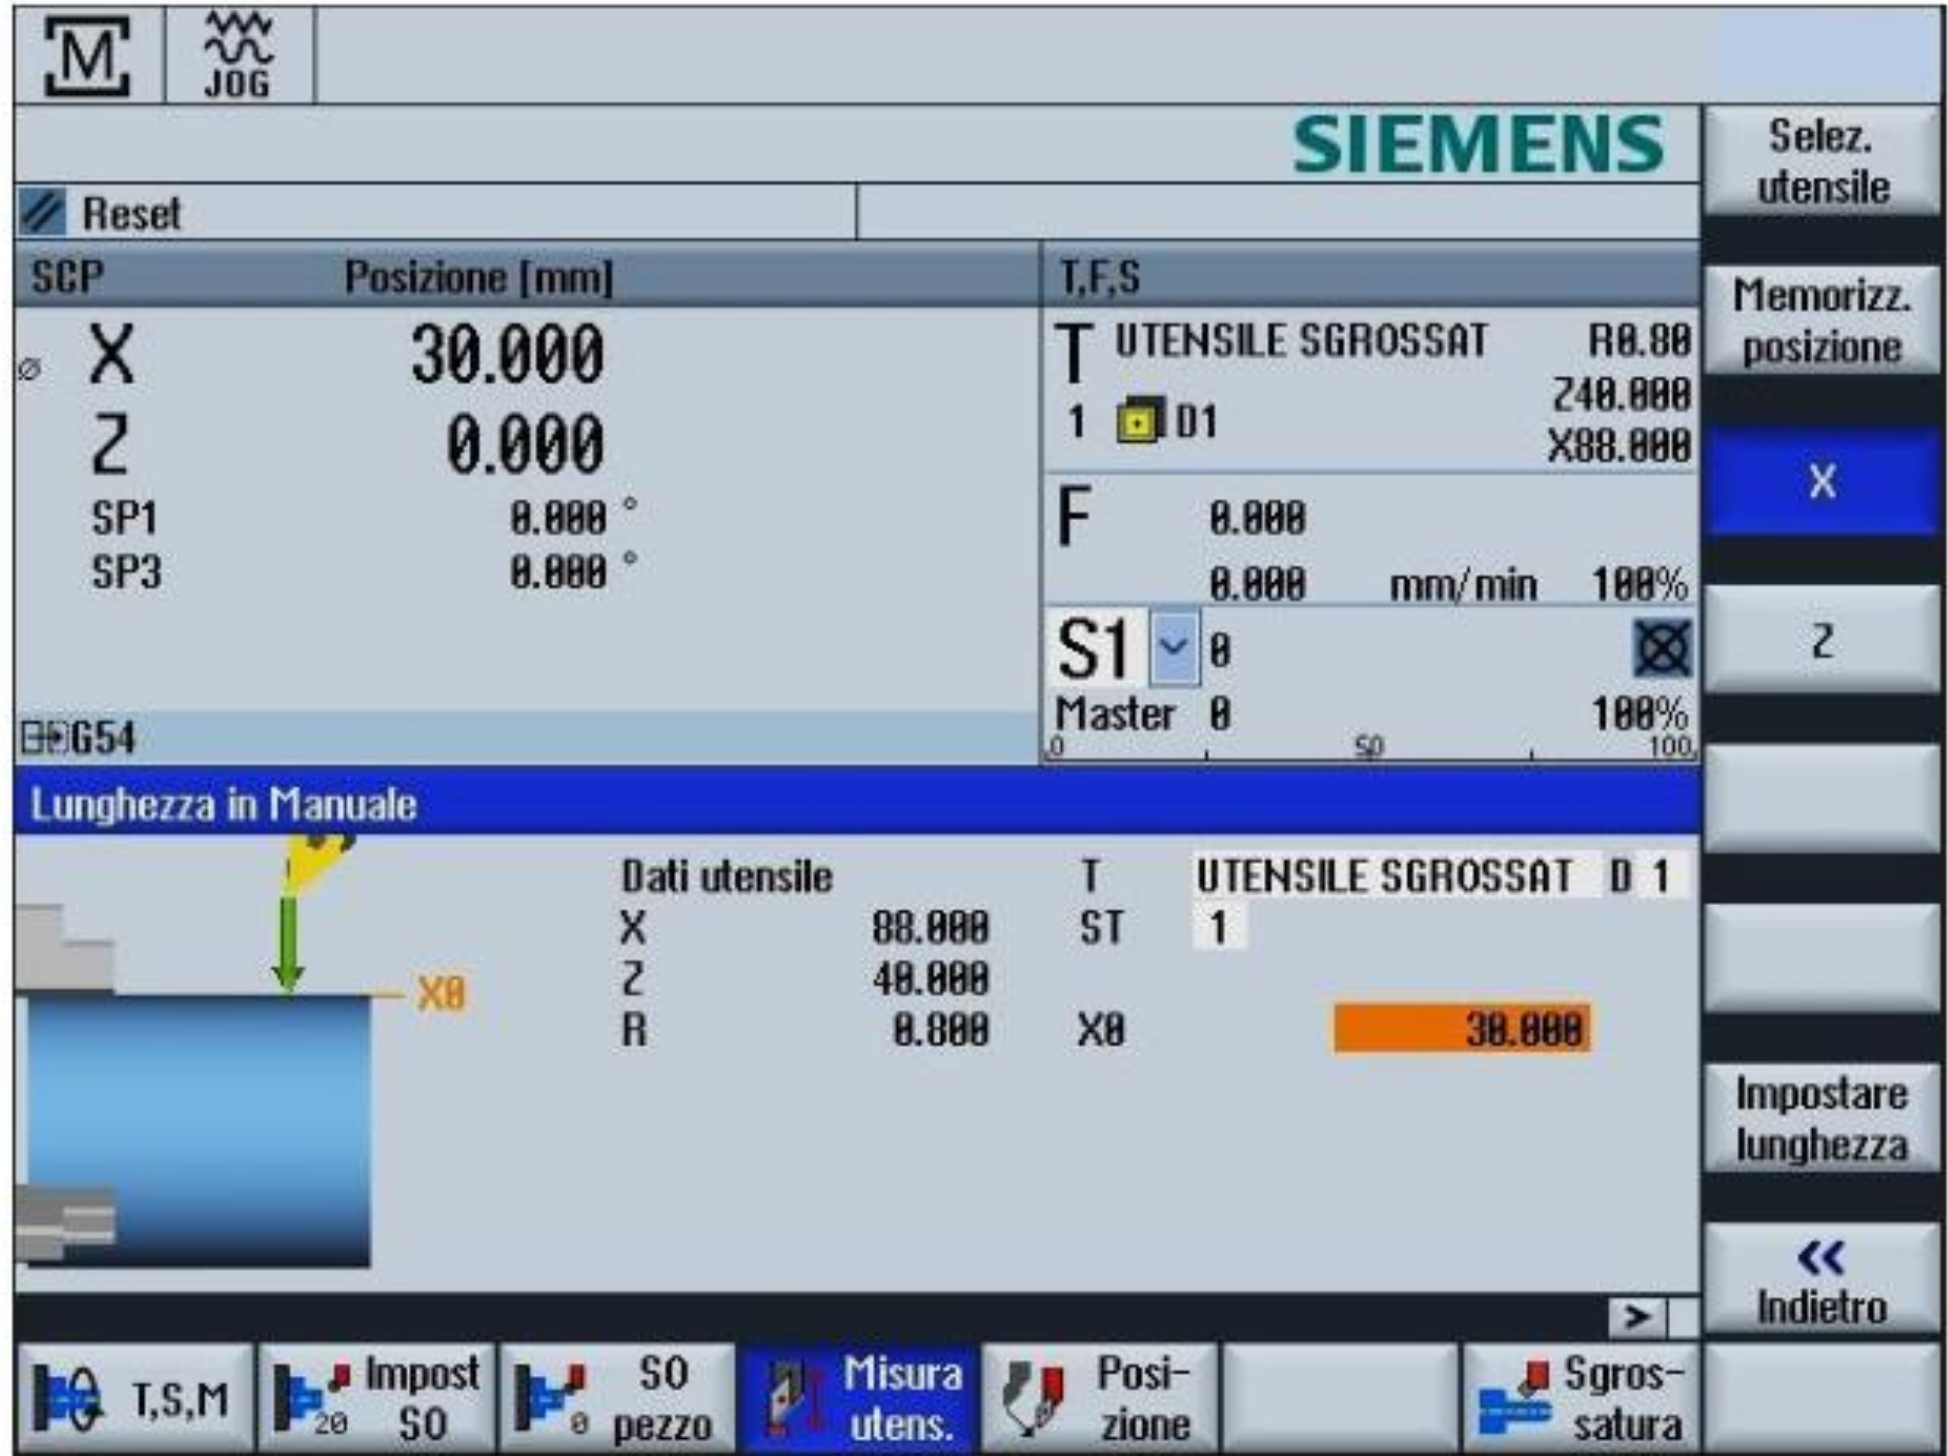 M
JOG
SIEMENS
Reset
SCP Posizione [mm]
X 30.000
Z 0.000
SP1 0.000 °
SP3 0.000 °
G54
T,F,S
T UTENSILE SGROSSAT R0.80
Z40.000
1 D1 X88.000
F 0.000
0.000 mm/min 100%
S1 0
Master 0 100%
0 50 100
Lunghezza in Manuale
X0
Dati utensile
X 88.000
Z 40.000
R 0.800
T UTENSILE SGROSSAT D 1
ST 1
X0 30.000
Selez.
utensile
Memorizz.
posizione
X
Z
Impostare
lunghezza
«
Indietro
>
T,S,M
Impost
20 SO
SO
0 pezzo
Misura
utens.
Posi-
zione
Sgros-
satura